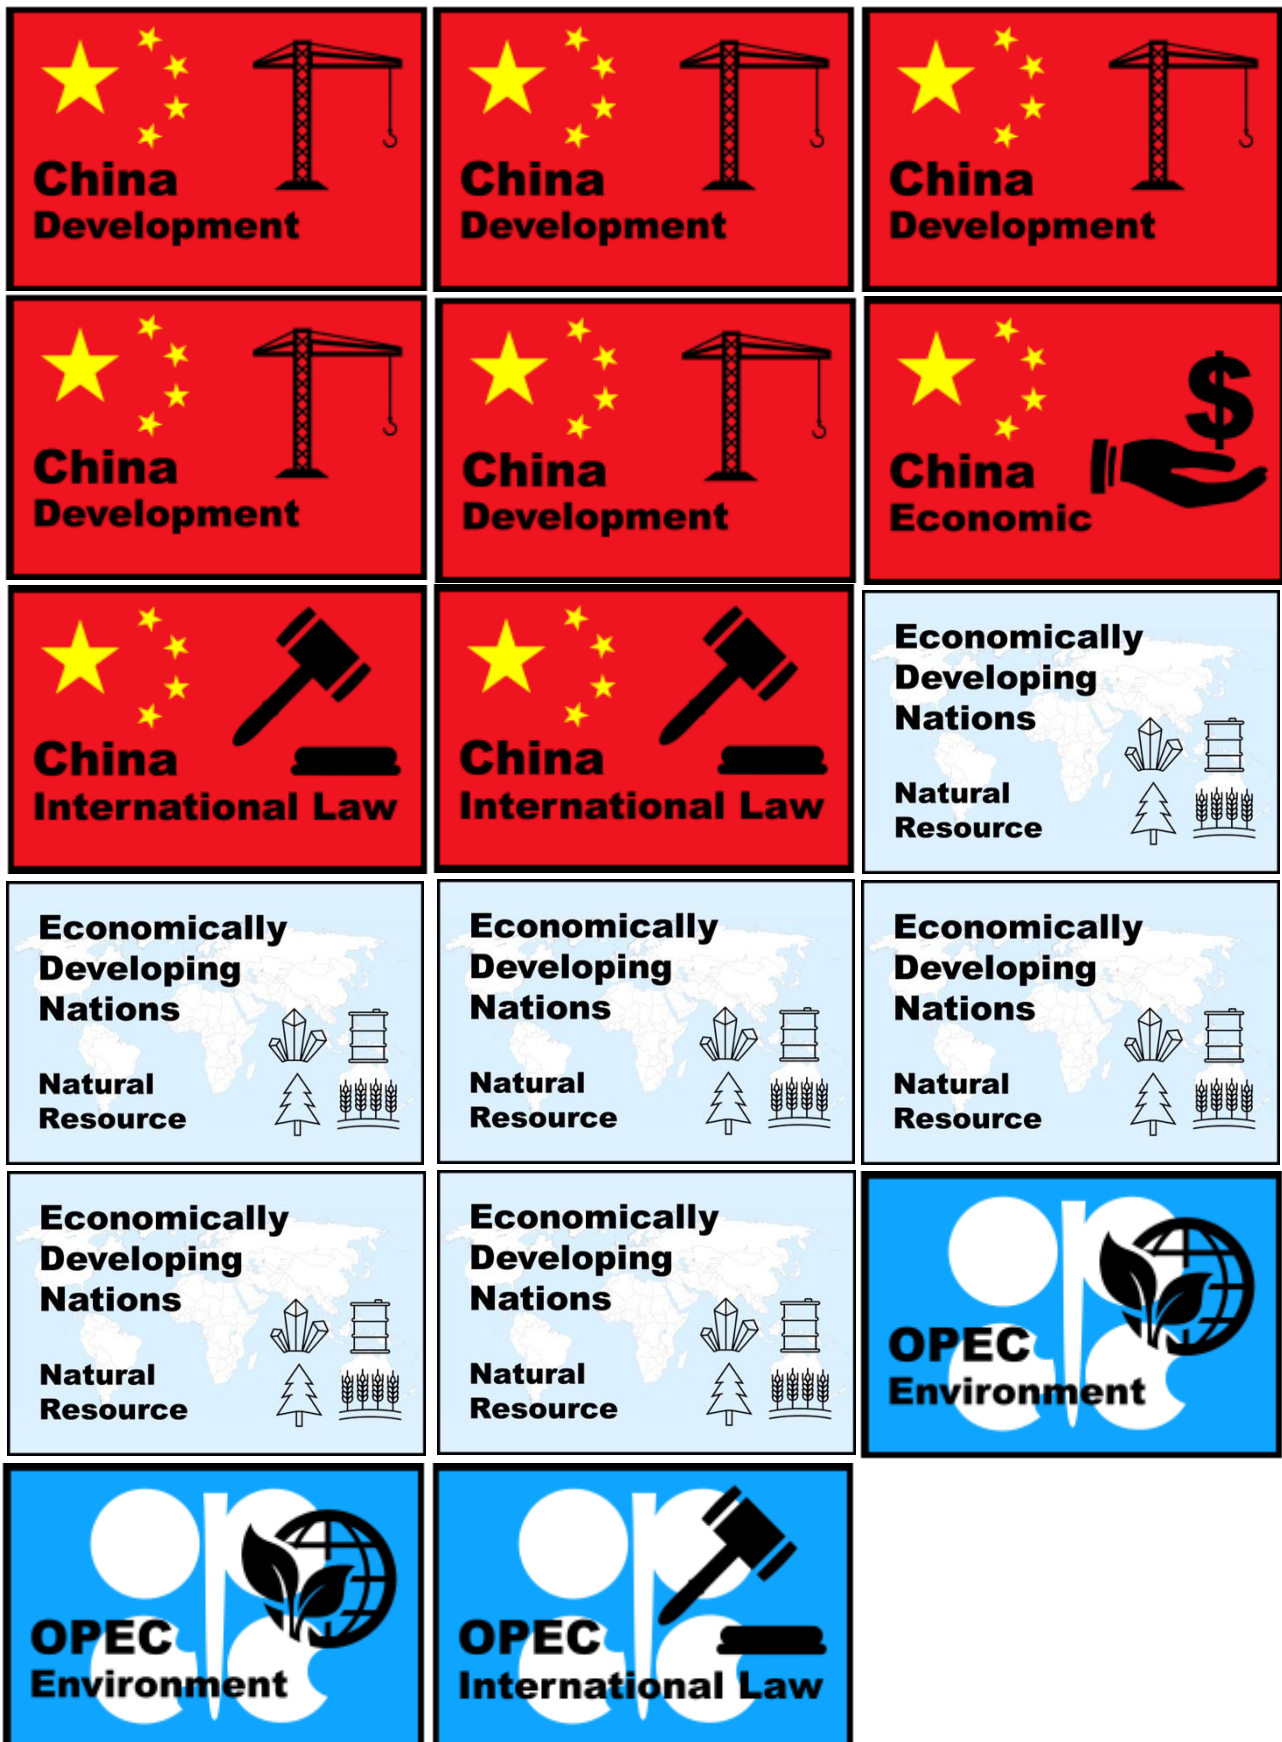 China
Development
China
Development
China
Development
China
Development
China
Development
China
Economic
$
China
International Law
China
International Law
Economically
Developing
Nations
Natural
Resource
Economically
Developing
Nations
Natural
Resource
Economically
Developing
Nations
Natural
Resource
Economically
Developing
Nations
Natural
Resource
Economically
Developing
Nations
Natural
Resource
Economically
Developing
Nations
Natural
Resource
OPEC
Environment
OPEC
Environment
OPEC
International Law